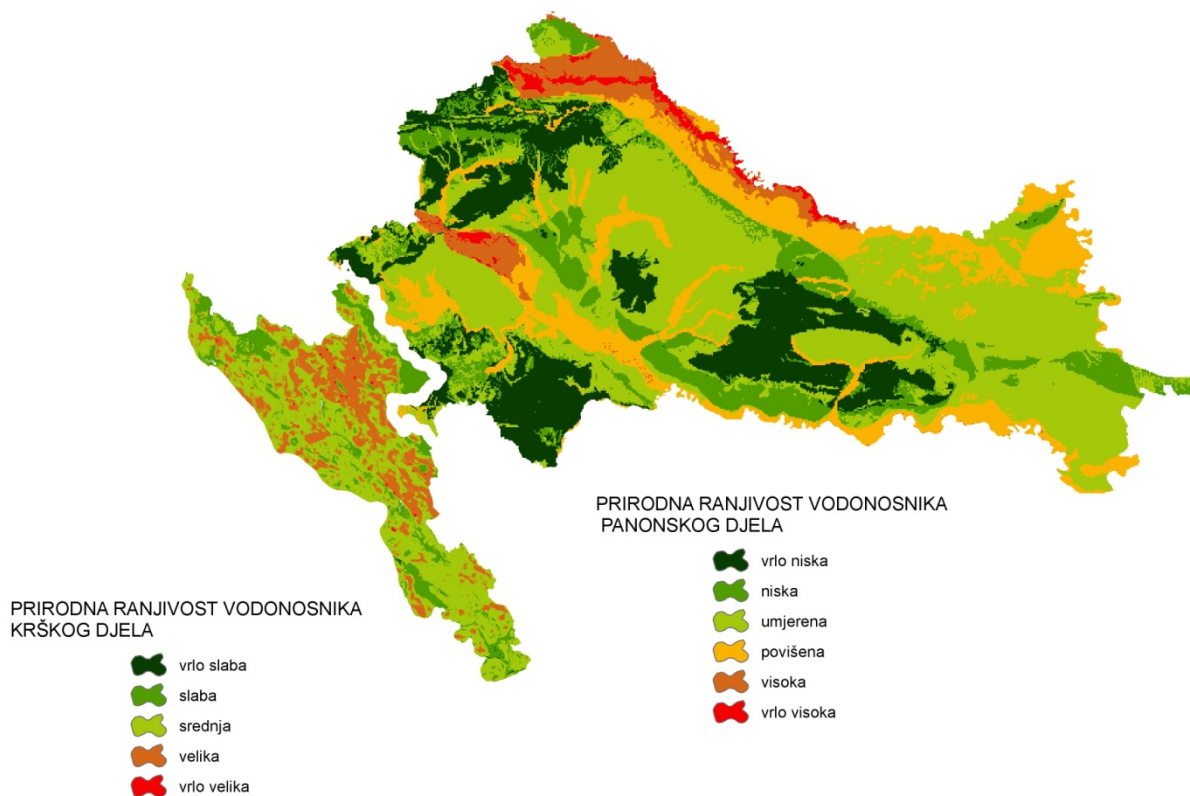 PRIRODNA RANJIVOST VODONOSNIKA
PANONSKOG DJELA
vrlo niska
niska
umjerena
povišena
visoka
vrlo visoka
PRIRODNA RANJIVOST VODONOSNIKA
KRŠKOG DJELA
vrlo slaba
slaba
srednja
velika
vrlo velika